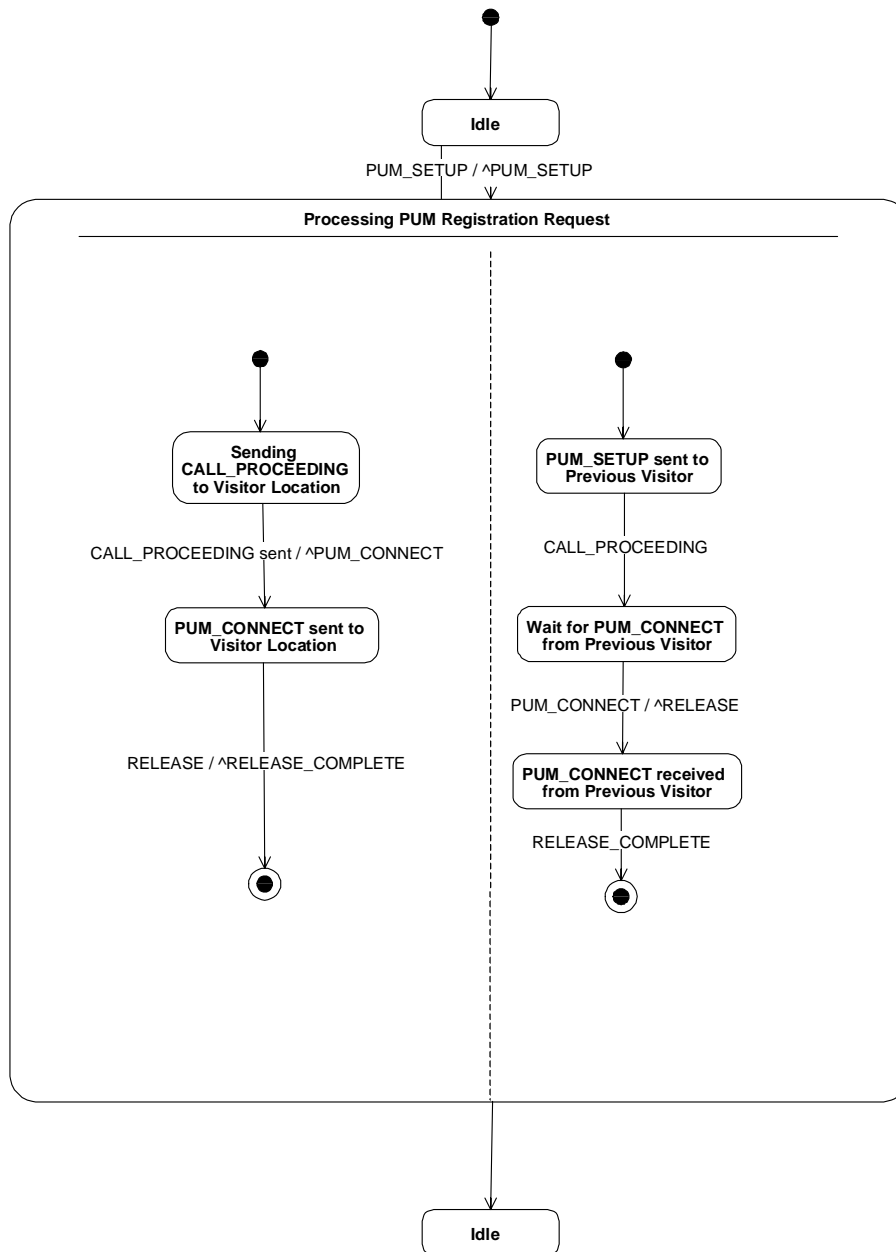 Idle
PUM_SETUP / ^PUM_SETUP
Processing PUM Registration Request
Sending
CALL_PROCEEDING
to Visitor Location
CALL_PROCEEDING sent / ^PUM_CONNECT
PUM_CONNECT sent to
Visitor Location
RELEASE / ^RELEASE_COMPLETE
PUM_SETUP sent to
Previous Visitor
CALL_PROCEEDING
Wait for PUM_CONNECT
from Previous Visitor
PUM_CONNECT / ^RELEASE
PUM_CONNECT received
from Previous Visitor
RELEASE_COMPLETE
Idle